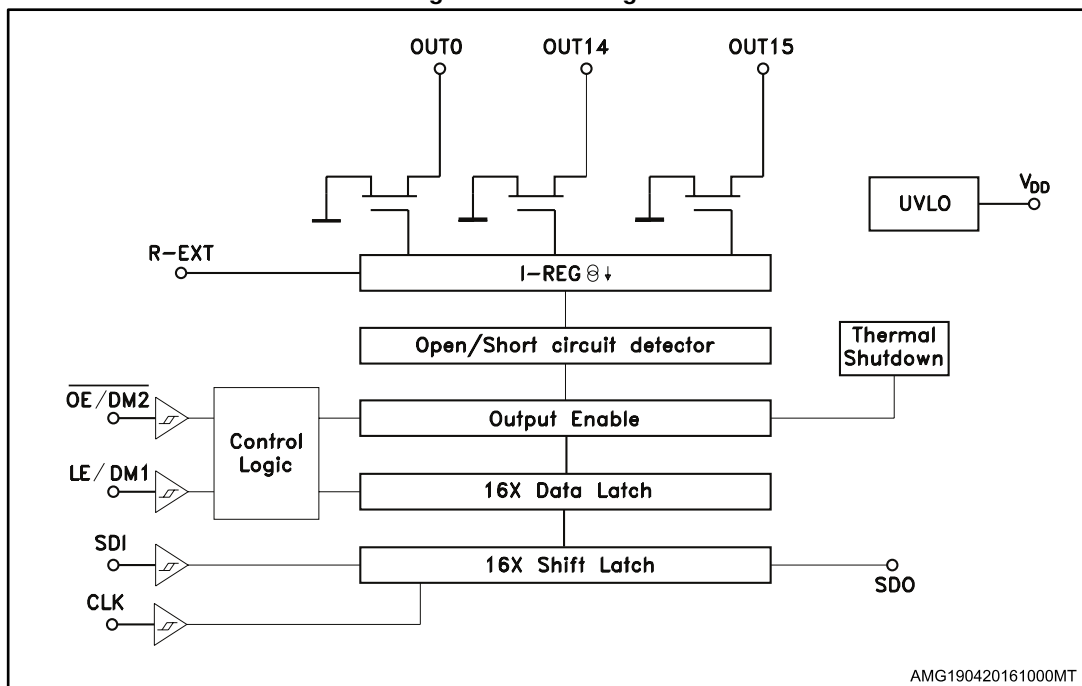 OUT0 OUT14 OUT15
UVLO
VDD
R-EXT
I-REG
Open/Short circuit detector
Thermal
Shutdown
OE/DM2
Output Enable
Control
Logic
LE/DM1
16X Data Latch
SDI
16X Shift Latch
SDO
CLK
AMG190420161000MT